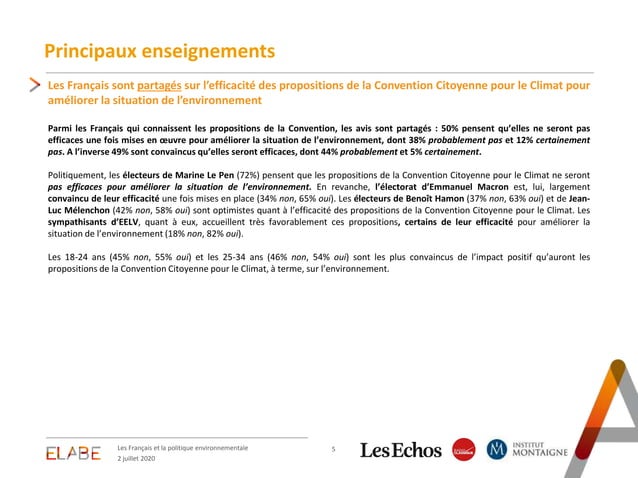 Principaux enseignements
Les Français sont partagés sur l’efficacité des propositions de la Convention Citoyenne pour le Climat pour
améliorer la situation de l’environnement
Parmi les Français qui connaissent les propositions de la Convention, les avis sont partagés : 50% pensent qu’elles ne seront pas
efficaces une fois mises en œuvre pour améliorer la situation de l’environnement, dont 38% probablement pas et 12% certainement
pas. A l’inverse 49% sont convaincus qu’elles seront efficaces, dont 44% probablement et 5% certainement.
Politiquement, les électeurs de Marine Le Pen (72%) pensent que les propositions de la Convention Citoyenne pour le Climat ne seront
pas efficaces pour améliorer la situation de l’environnement. En revanche, l’électorat d’Emmanuel Macron est, lui, largement
convaincu de leur efficacité une fois mises en place (34% non, 65% oui). Les électeurs de Benoît Hamon (37% non, 63% oui) et de Jean-
Luc Mélenchon (42% non, 58% oui) sont optimistes quant à l’efficacité des propositions de la Convention Citoyenne pour le Climat. Les
sympathisants d’EELV, quant à eux, accueillent très favorablement ces propositions, certains de leur efficacité pour améliorer la
situation de l’environnement (18% non, 82% oui).
Les 18-24 ans (45% non, 55% oui) et les 25-34 ans (46% non, 54% oui) sont les plus convaincus de l’impact positif qu’auront les
propositions de la Convention Citoyenne pour le Climat, à terme, sur l’environnement.
ELABE
Les Français et la politique environnementale
2 juillet 2020
5
Les Echos
INSTITUT
MONTAIGNE